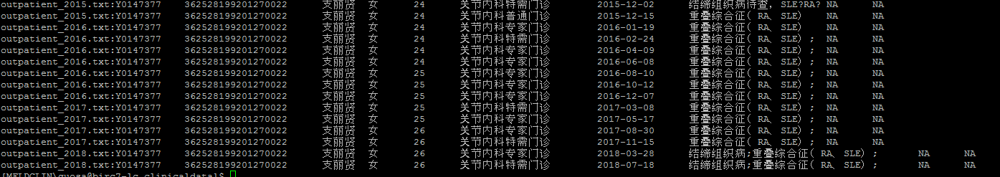 outpatient_2015.txt:Y0147377 362528199201270022 支丽贤 女 24 关节内科特需门诊 2015-12-02 结缔组织病待查，SLE?RA? NA NA
outpatient_2015.txt:Y0147377 362528199201270022 支丽贤 女 24 关节内科普通门诊 2015-12-15 重叠综合征( RA、SLE) NA NA
outpatient_2016.txt:Y0147377 362528199201270022 支丽贤 女 24 关节内科专家门诊 2016-01-19 重叠综合征( RA、SLE) NA NA
outpatient_2016.txt:Y0147377 362528199201270022 支丽贤 女 24 关节内科特需门诊 2016-02-24 重叠综合征( RA、SLE) ; NA NA
outpatient_2016.txt:Y0147377 362528199201270022 支丽贤 女 24 关节内科专家门诊 2016-04-09 重叠综合征( RA、SLE) ; NA NA
outpatient_2016.txt:Y0147377 362528199201270022 支丽贤 女 24 关节内科专家门诊 2016-06-08 重叠综合征( RA、SLE) ; NA NA
outpatient_2016.txt:Y0147377 362528199201270022 支丽贤 女 25 关节内科专家门诊 2016-08-10 重叠综合征( RA、SLE) ; NA NA
outpatient_2016.txt:Y0147377 362528199201270022 支丽贤 女 25 关节内科专家门诊 2016-10-12 重叠综合征( RA、SLE) ; NA NA
outpatient_2016.txt:Y0147377 362528199201270022 支丽贤 女 25 关节内科专家门诊 2016-12-07 重叠综合征( RA、SLE) ; NA NA
outpatient_2017.txt:Y0147377 362528199201270022 支丽贤 女 25 关节内科特需门诊 2017-03-08 重叠综合征( RA、SLE) ; NA NA
outpatient_2017.txt:Y0147377 362528199201270022 支丽贤 女 25 关节内科专家门诊 2017-05-17 重叠综合征( RA、SLE) ; NA NA
outpatient_2017.txt:Y0147377 362528199201270022 支丽贤 女 26 关节内科专家门诊 2017-08-30 重叠综合征( RA、SLE) ; NA NA
outpatient_2017.txt:Y0147377 362528199201270022 支丽贤 女 26 关节内科特需门诊 2017-11-15 重叠综合征( RA、SLE) ; NA NA
outpatient_2018.txt:Y0147377 362528199201270022 支丽贤 女 26 关节内科专家门诊 2018-03-28 结缔组织病;重叠综合征( RA、SLE) ; NA NA
outpatient_2018.txt:Y0147377 362528199201270022 支丽贤 女 26 关节内科特需门诊 2018-07-18 结缔组织病;重叠综合征( RA、SLE) ; NA NA